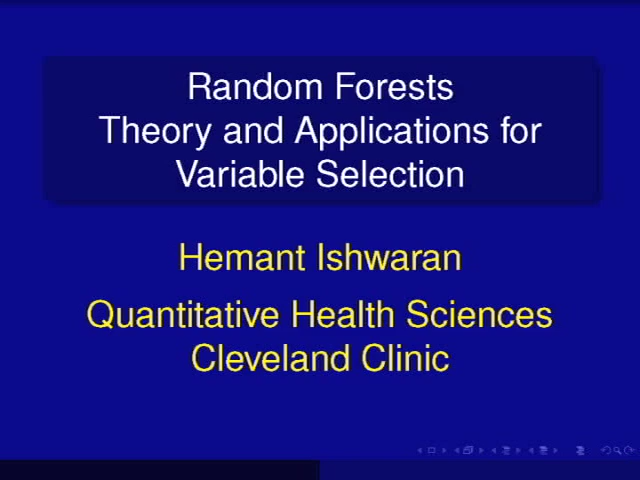 Random Forests
Theory and Applications for
Variable Selection
Hemant Ishwaran
Quantitative Health Sciences
Cleveland Clinic